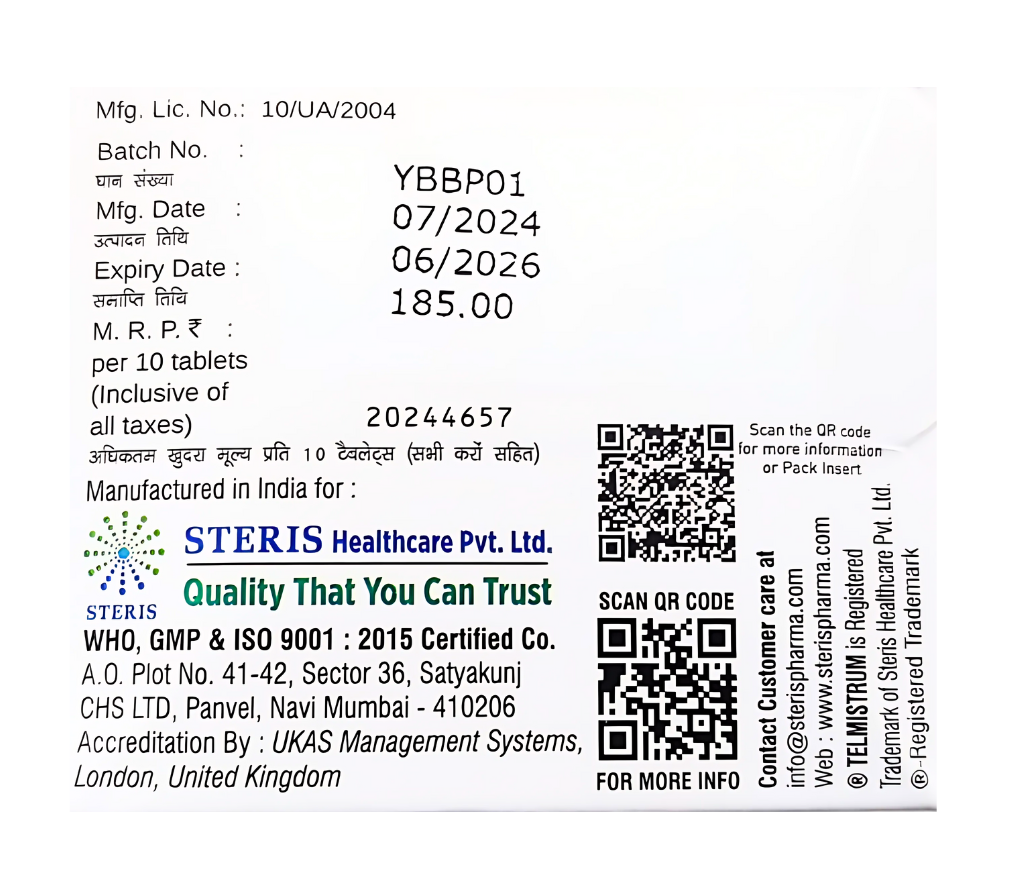 Mfg. Lic. No.: 10/UA/2004
Batch No. :
घान संख्या
YBBP01
Mfg. Date :
07/2024
उत्पादन तिथि
Expiry Date :
06/2026
सनाप्ति तिथि
185.00
M. R. P. ₹ :
per 10 tablets
(Inclusive of
all taxes)
20244657
अधिकतम खुदरा मूल्य प्रति 10 टैबलेट्स (सभी करों सहित)
Manufactured in India for :
STERIS Healthcare Pvt. Ltd.
Quality That You Can Trust
STERIS
WHO, GMP & ISO 9001 : 2015 Certified Co.
A.O. Plot No. 41-42, Sector 36, Satyakunj
CHS LTD, Panvel, Navi Mumbai - 410206
Accreditation By : UKAS Management Systems,
London, United Kingdom
Scan the QR code
for more information
or Pack Insert
SCAN QR CODE
FOR MORE INFO
Contact Customer care at
info@sterispharma.com
Web : www.sterispharma.com
® TELMISTRUM is Registered
Trademark of Steris Healthcare Pvt. Ltd.
®-Registered Trademark